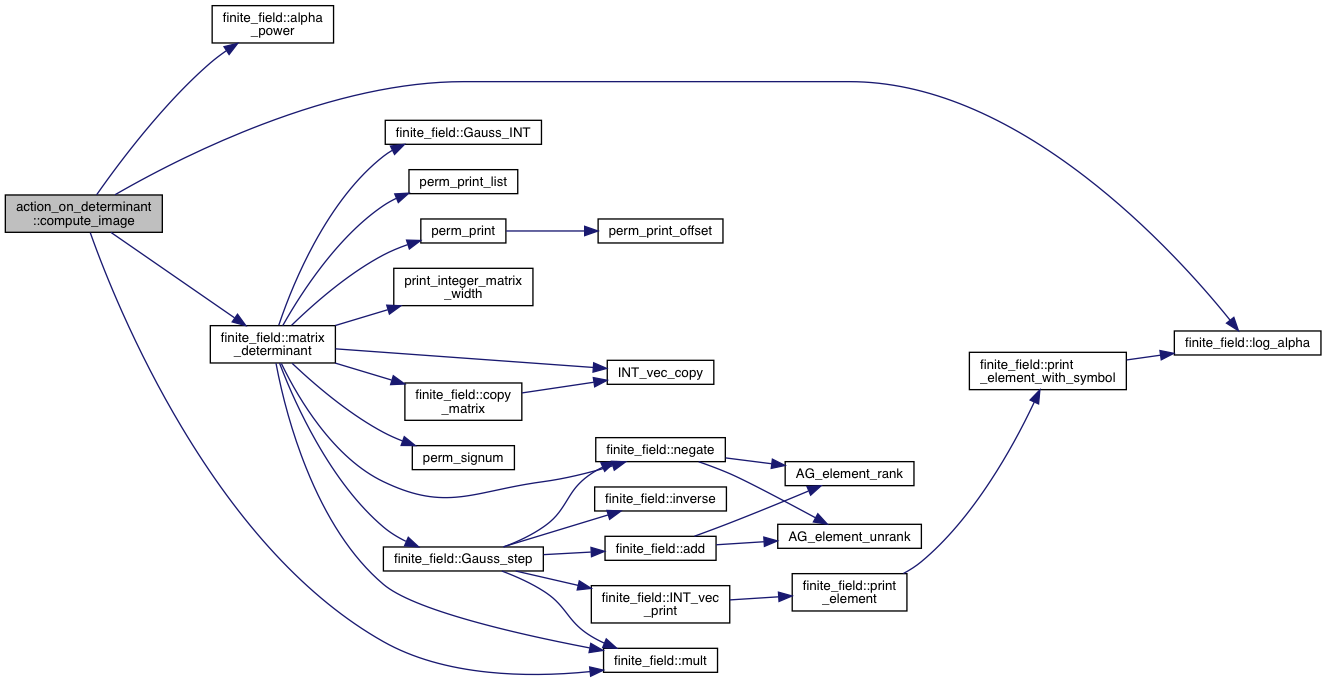 finite_field::alpha
_power
finite_field::Gauss_INT
perm_print_list
action_on_determinant
::compute_image
perm_print
perm_print_offset
print_integer_matrix
_width
finite_field::matrix
_determinant
finite_field::log_alpha
INT_vec_copy
finite_field::print
_element_with_symbol
finite_field::copy
_matrix
perm_signum
finite_field::negate
AG_element_rank
finite_field::inverse
AG_element_unrank
finite_field::add
finite_field::Gauss_step
finite_field::INT_vec
_print
finite_field::print
_element
finite_field::mult